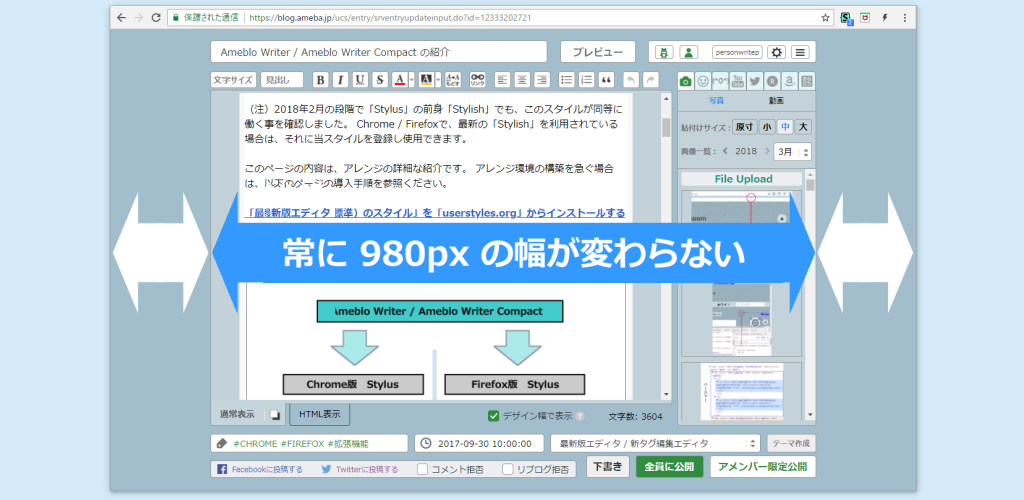 保護された通信 https://blog.ameba.jp/ucs/entry/srventryupdateinput.do?id=12333202721
Ameblo Writer / Ameblo Writer Compact の紹介
プレビュー
personwritep
文字サイズ 見出し B I U S A A リンク
写真 動画
(注）2018年2月の段階で「Stylus」の前身「Stylish」でも、このスタイルが同等に
働く事を確認しました。 Chrome / Firefoxで、最新の「Stylish」を利用されている
場合は、それに当スタイルを登録し使用できます。
貼付けサイズ： 原寸 小 中 大
画像一覧： 2018 3月
このページの内容は、アレンジの詳細な紹介です。 アレンジ環境の構築を急ぐ場合
は、以下のページの導入手順を参照ください。
File Upload
「最新版エディタ 標準）のスタイル」を「userstyles.org」からインストールする
常に 980px の幅が変わらない
Ameblo Writer / Ameblo Writer Compact
Chrome版 Stylus
Firefox版 Stylus
通常表示 HTML表示
デザイン幅で表示 ? 文字数: 3604
#CHROME #FIREFOX #拡張機能
2017-09-30 10:00:00
最新版エディタ / 新タグ編集エディタ
テーマ作成
Facebookに投稿する Twitterに投稿する コメント拒否 リブログ拒否
下書き 全員に公開 アメンバー限定公開